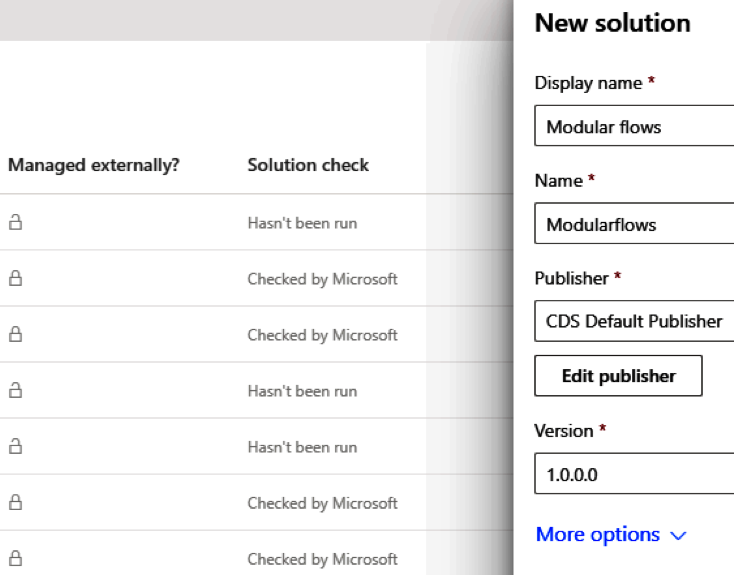 New solution
Display name *
Modular flows
Managed externally? Solution check
Name *
Hasn't been run
Modularflows
Checked by Microsoft
Publisher *
CDS Default Publisher
Checked by Microsoft
Edit publisher
Hasn't been run
Version *
Hasn't been run
1.0.0.0
Checked by Microsoft
More options
Checked by Microsoft